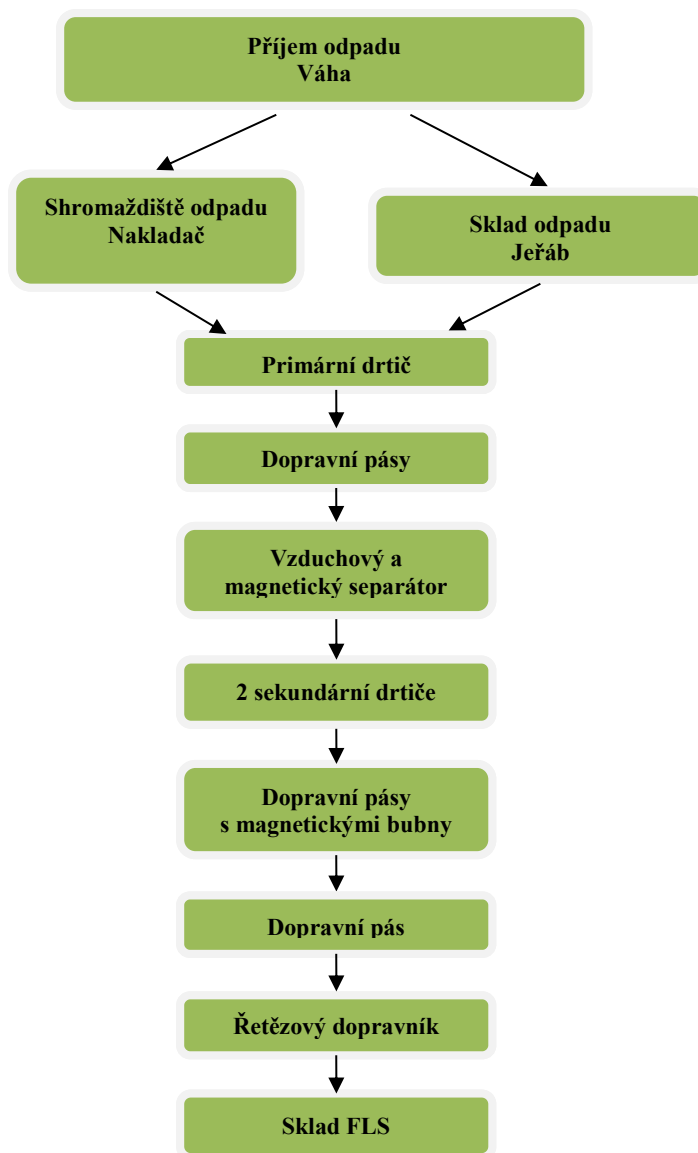 Příjem odpadu
Váha
Shromaždiště odpadu
Nakladač
Sklad odpadu
Jeřáb
Primární drtič
Dopravní pásy
Vzduchový a
magnetický separátor
2 sekundární drtiče
Dopravní pásy
s magnetickými bubny
Dopravní pás
Řetězový dopravník
Sklad FLS